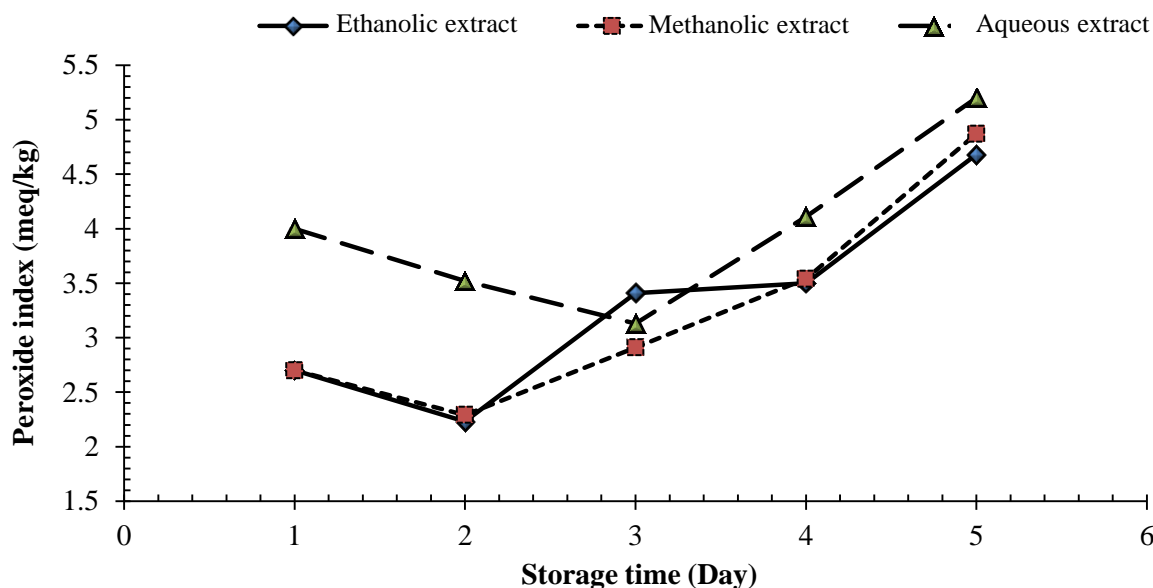 Ethanolic extract Methanolic extract Aqueous extract
5.5
5
4.5
4
3.5
3
2.5
2
1.5
Peroxide index (meq/kg)
0 1 2 3 4 5 6
Storage time (Day)